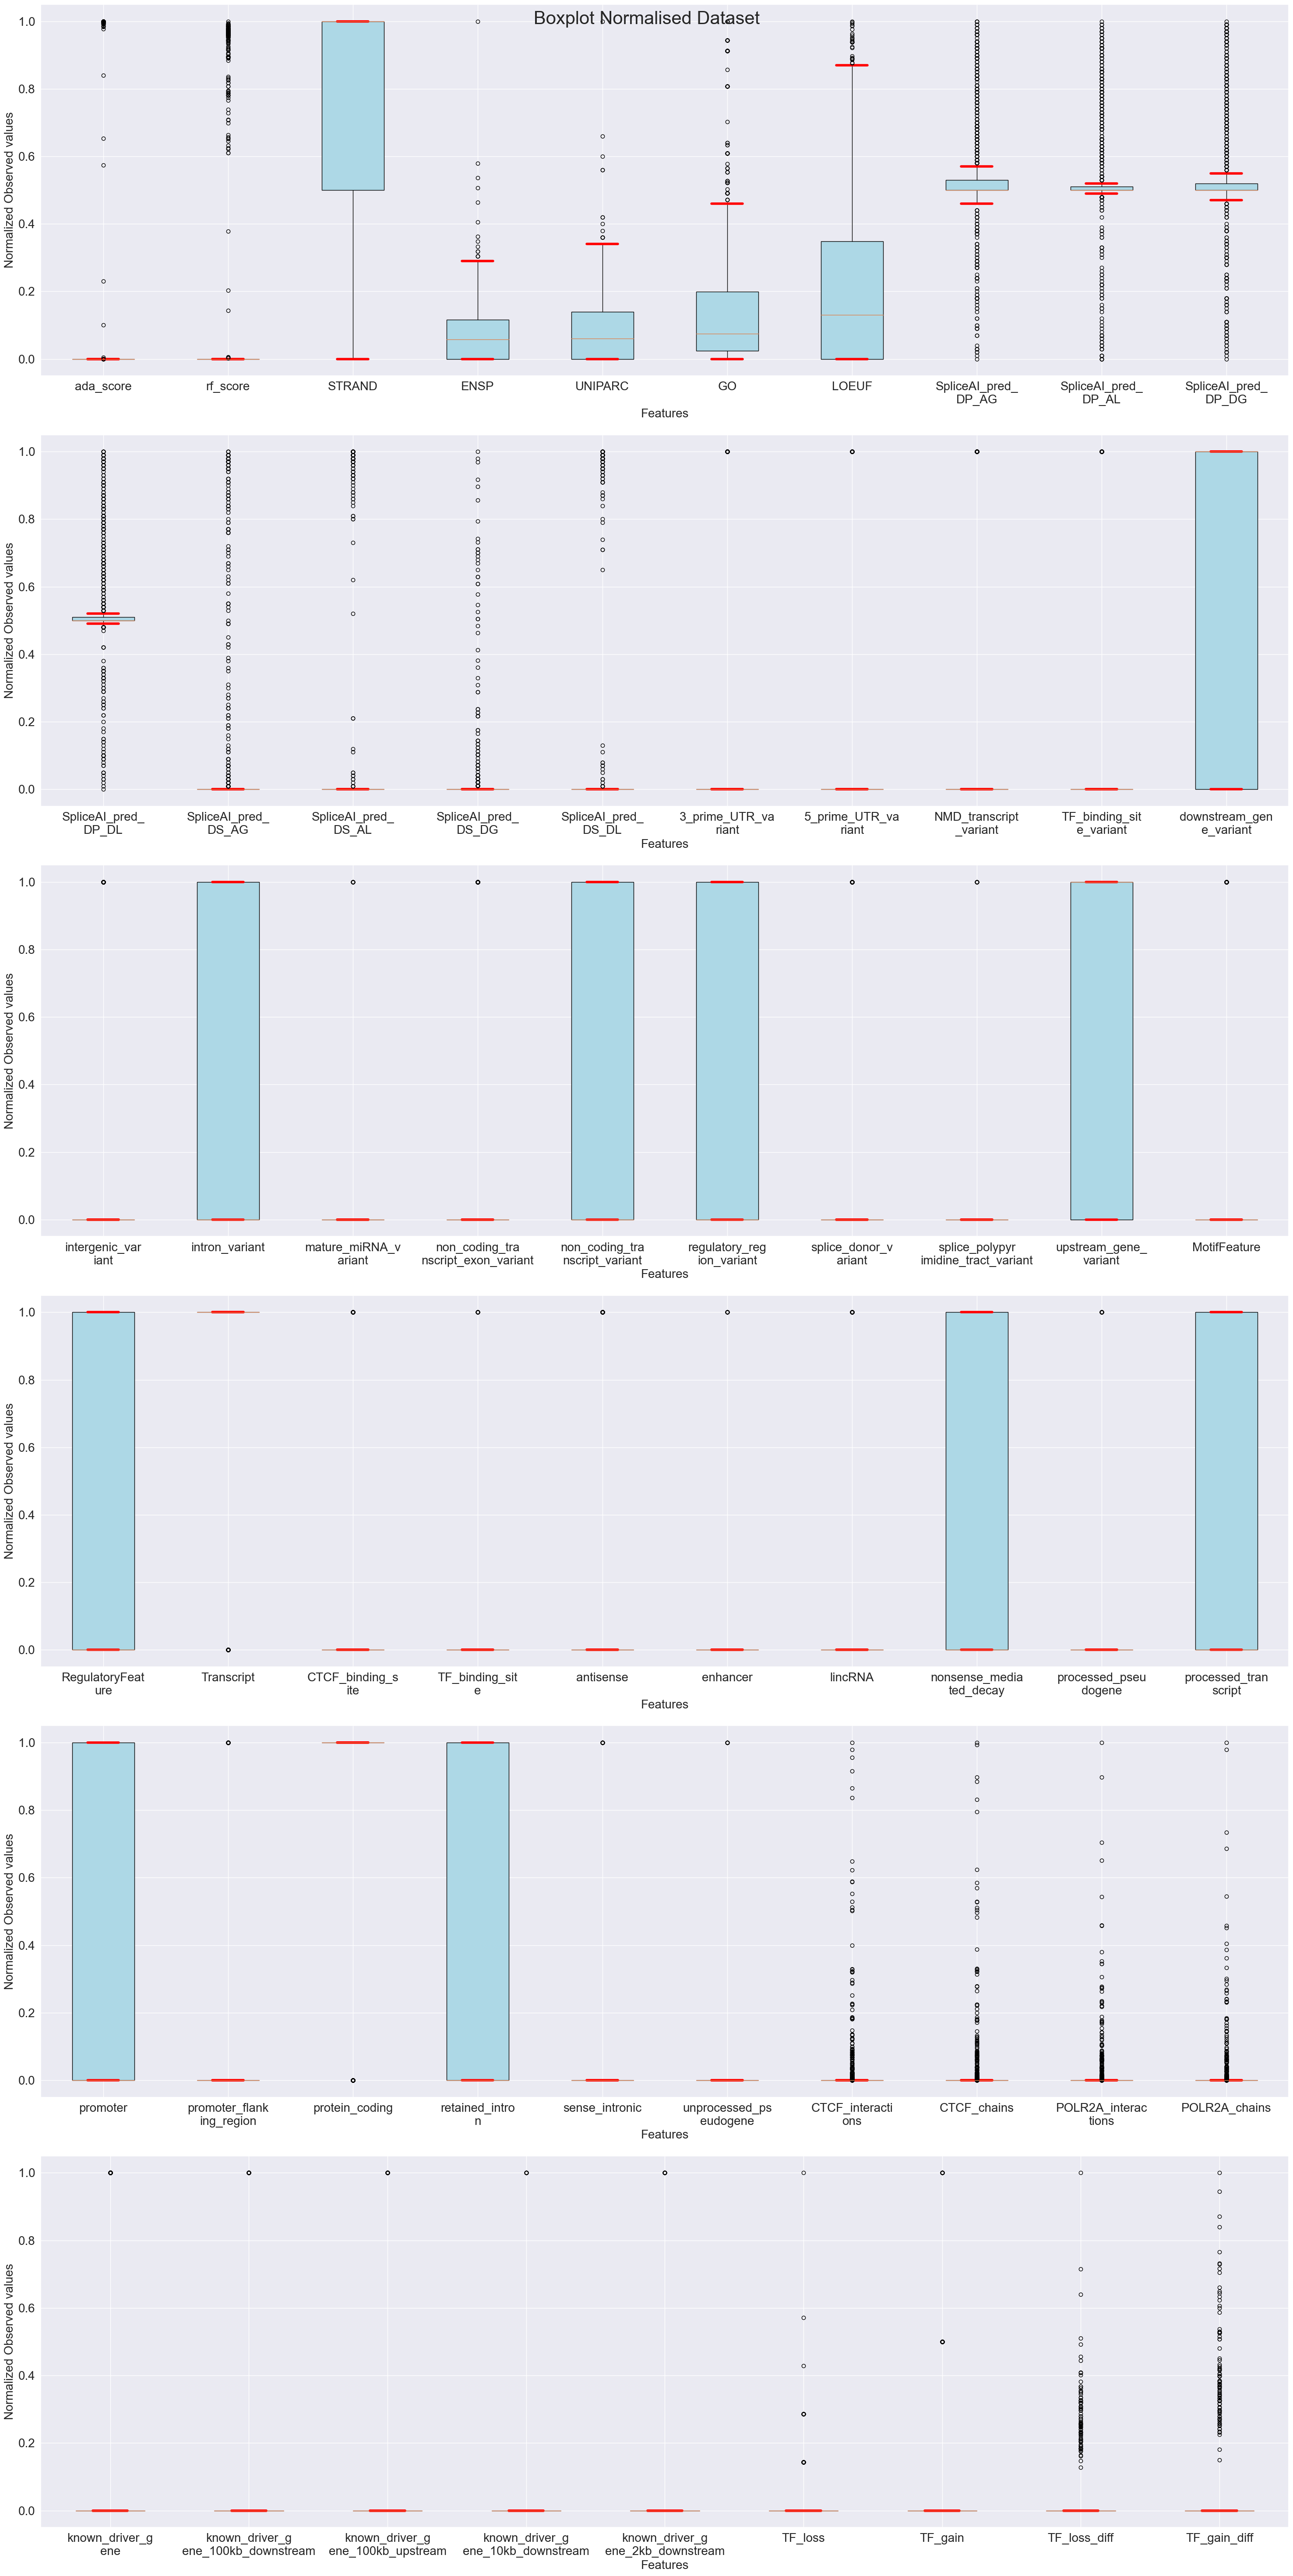 Boxplot Normalised Dataset
1.0
0.8
0.6
0.4
0.2
0.0
Normalized Observed values
ada_score rf_score STRAND ENSP UNIPARC GO LOEUF SpliceAI_pred_ SpliceAI_pred_ SpliceAI_pred_
DP_AG DP_AL DP_DG
Features
1.0
0.8
0.6
0.4
0.2
0.0
Normalized Observed values
SpliceAI_pred_ SpliceAI_pred_ SpliceAI_pred_ SpliceAI_pred_ SpliceAI_pred_ 3_prime_UTR_va 5_prime_UTR_va NMD_transcript TF_binding_sit downstream_gen
DP_DL DS_AG DS_AL DS_DG DS_DL riant riant _variant e_variant e_variant
Features
1.0
0.8
0.6
0.4
0.2
0.0
Normalized Observed values
intergenic_var intron_variant mature_miRNA_v non_coding_tra non_coding_tra regulatory_reg splice_donor_v splice_polypyr upstream_gene_ MotifFeature
iant ariant nscript_exon_variant nscript_variant ion_variant ariant imidine_tract_variant variant
Features
1.0
0.8
0.6
0.4
0.2
0.0
Normalized Observed values
RegulatoryFeat Transcript CTCF_binding_s TF_binding_sit antisense enhancer lincRNA nonsense_media processed_pseu processed_tran
ure ite e ted_decay dogene script
Features
1.0
0.8
0.6
0.4
0.2
0.0
Normalized Observed values
promoter promoter_flank protein_coding retained_intro sense_intronic unprocessed_ps CTCF_interacti CTCF_chains POLR2A_interac POLR2A_chains
ing_region n eudogene ons tions
Features
1.0
0.8
0.6
0.4
0.2
0.0
Normalized Observed values
known_driver_g known_driver_g known_driver_g known_driver_g known_driver_g TF_loss TF_gain TF_loss_diff TF_gain_diff
ene ene_100kb_downstream ene_100kb_upstream ene_10kb_downstream ene_2kb_downstream
Features